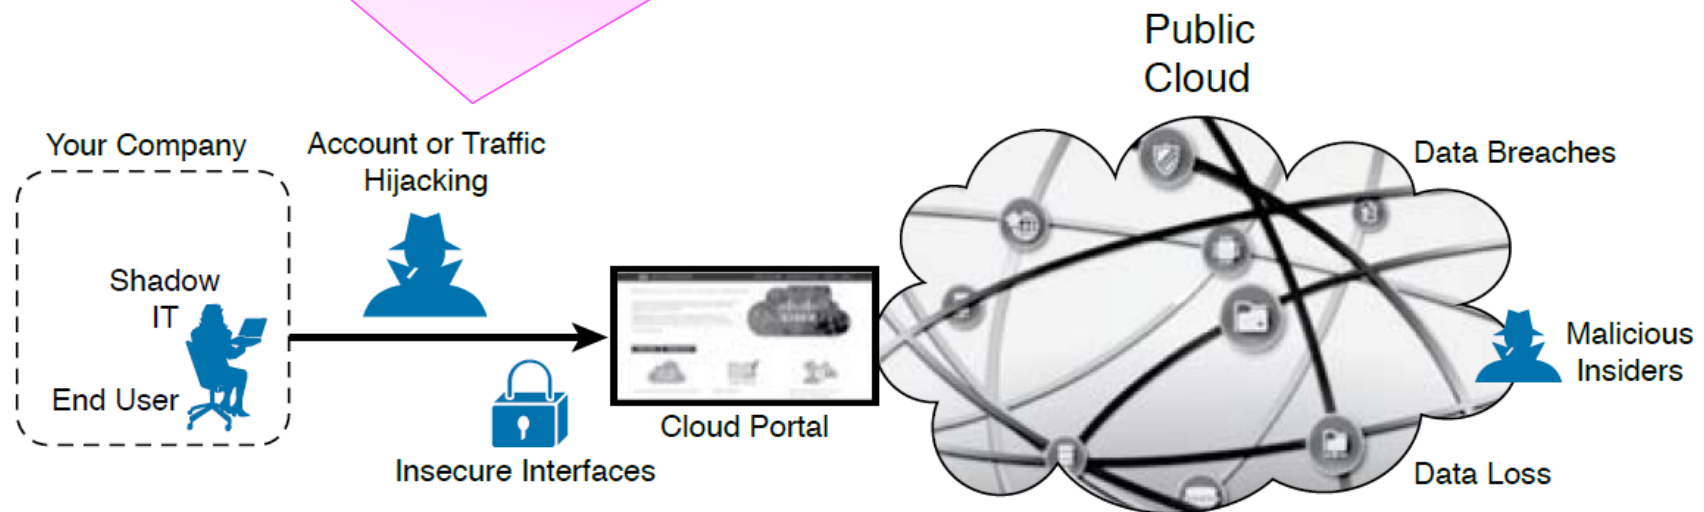 Public
Cloud
Your Company
Account or Traffic
Hijacking
Data Breaches
Shadow
IT
End User
Malicious
Insiders
Cloud Portal
Insecure Interfaces
Data Loss